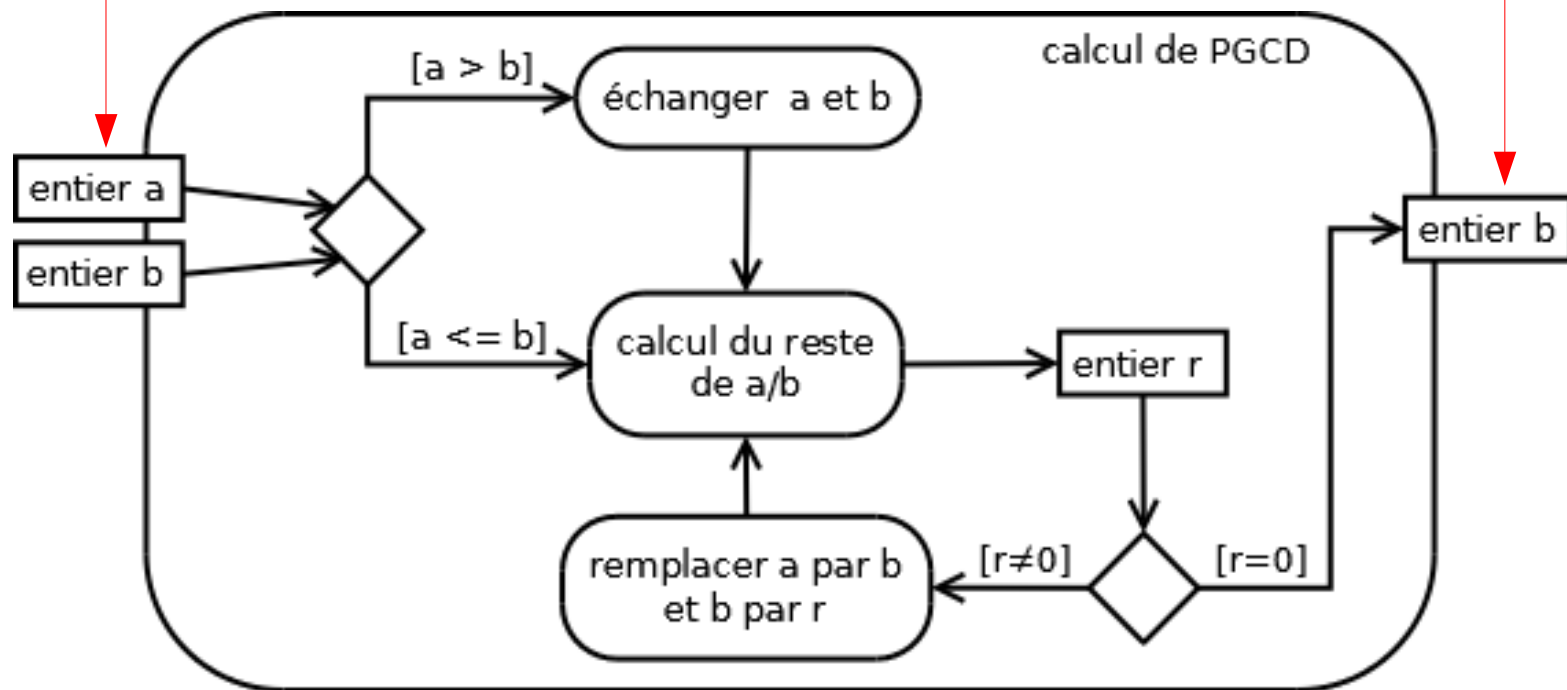 calcul de PGCD
[a > b]
échanger a et b
entier a
entier b
entier b
[a <= b]
calcul du reste
de a/b
entier r
remplacer a par b
et b par r
[r≠0]
[r=0]